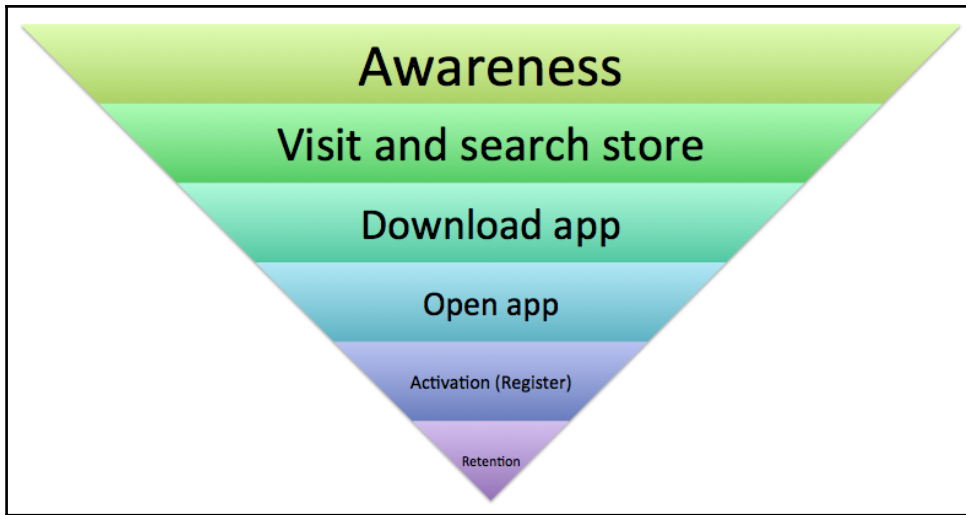 Awareness
Visit and search store
Download app
Open app
Activation (Register)
Retention